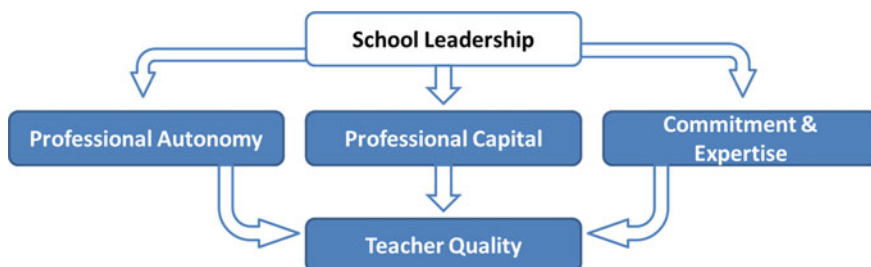 School Leadership
Professional Autonomy
Professional Capital
Commitment &
Expertise
Teacher Quality